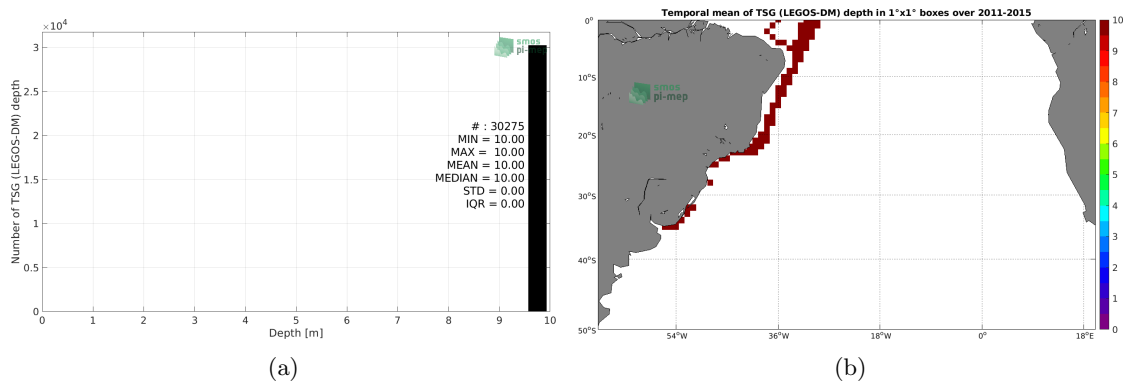 ×10⁴
3
2.5
2
1.5
1
0.5
0
Number of TSG (LEGOS-DM) depth
smos
pi-mep
# : 30275
MIN = 10.00
MAX = 10.00
MEAN = 10.00
MEDIAN = 10.00
STD = 0.00
IQR = 0.00
0 1 2 3 4 5 6 7 8 9 10
Depth [m]
(a)
Temporal mean of TSG (LEGOS-DM) depth in 1°x1° boxes over 2011-2015
0°
10°S
20°S
30°S
40°S
50°S
smos
pi-mep
54°W 36°W 18°W 0° 18°E
10
9
8
7
6
5
4
3
2
1
0
(b)